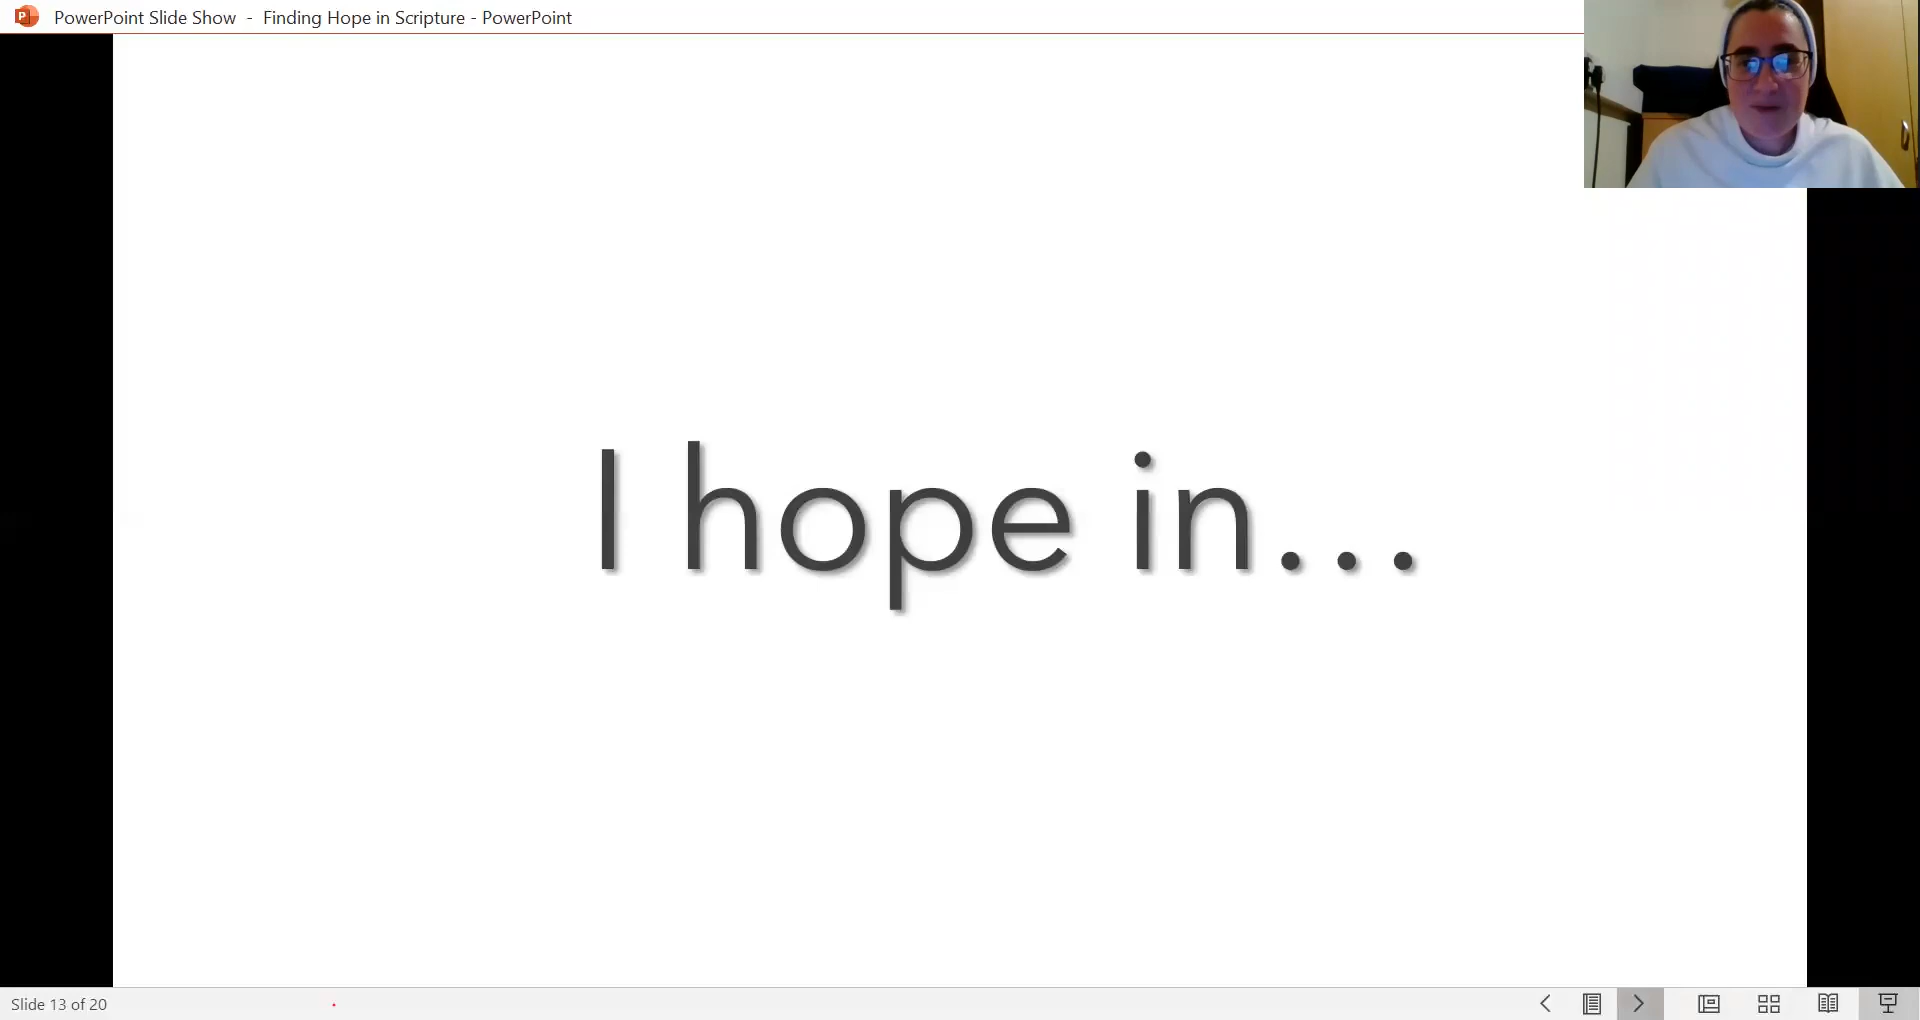 PowerPoint Slide Show - Finding Hope in Scripture - PowerPoint
I hope in...
Slide 13 of 20